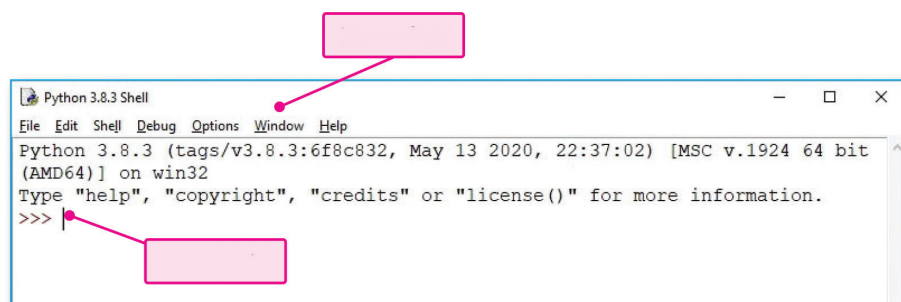 Python 3.8.3 Shell
File Edit Shell Debug Options Window Help
Python 3.8.3 (tags/v3.8.3:6f8c832, May 13 2020, 22:37:02) [MSC v.1924 64 bit
(AMD64)] on win32
Type "help", "copyright", "credits" or "license()" for more information.
>>>